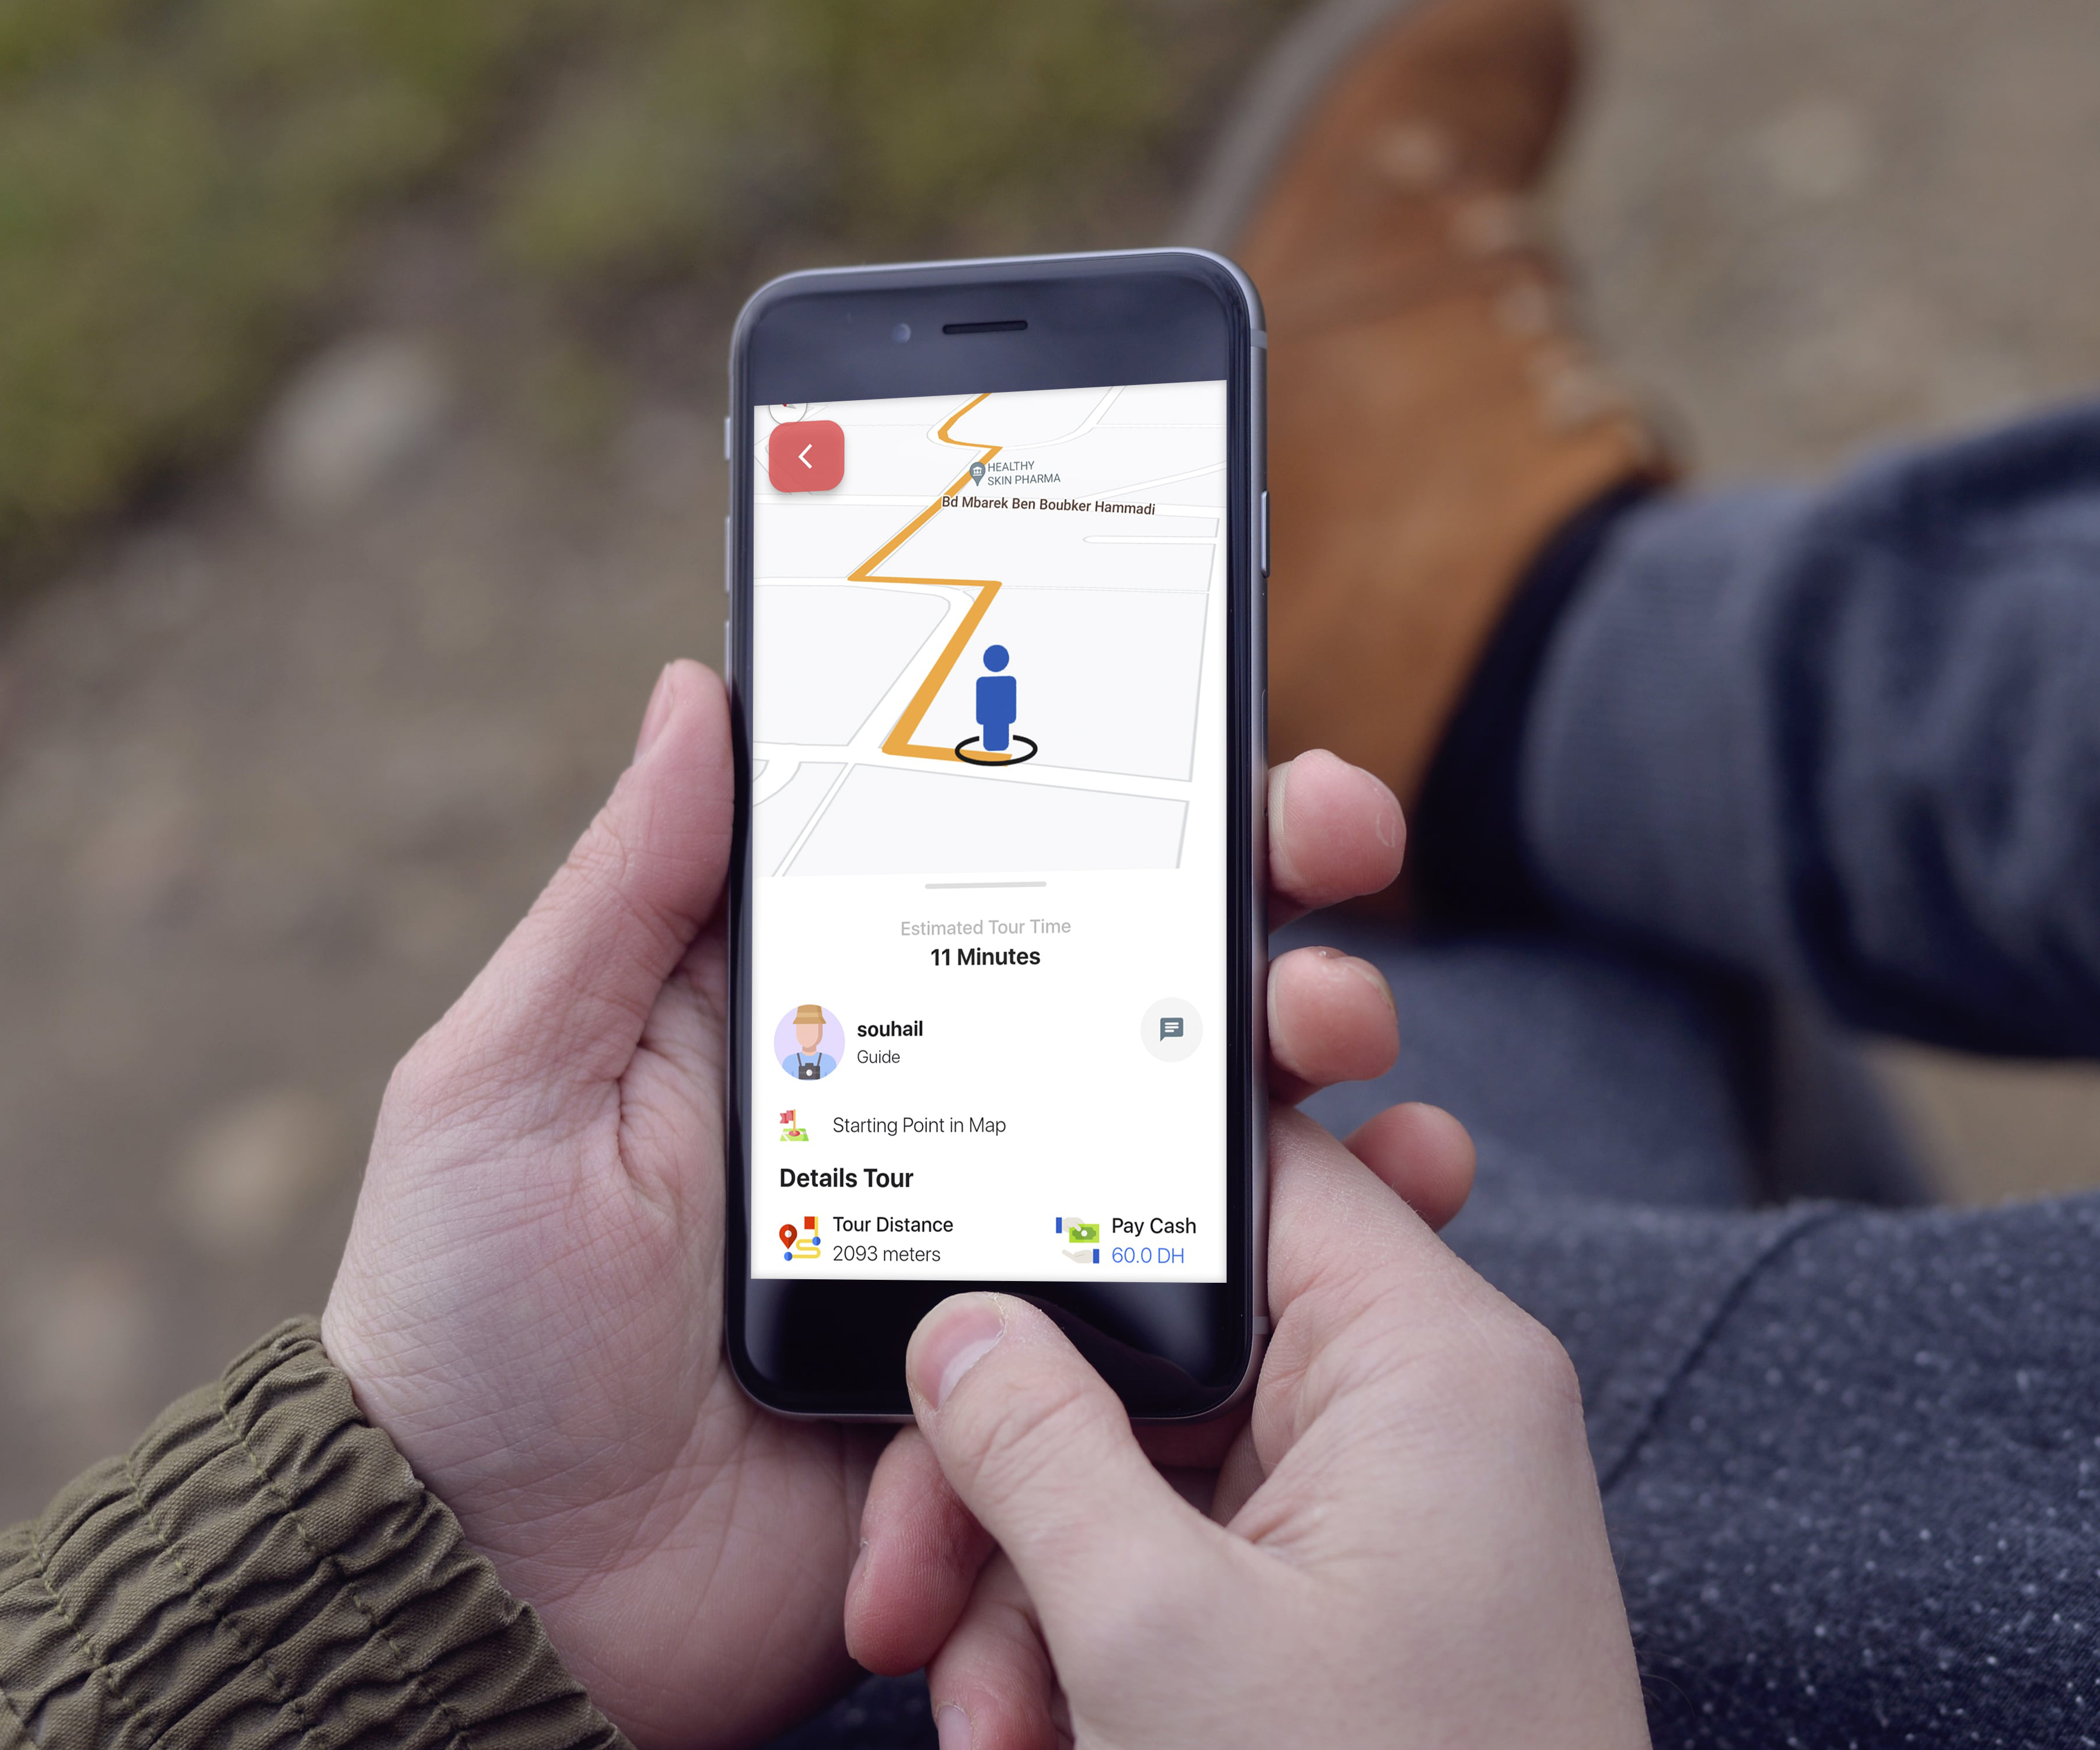 HEALTHY
SKIN PHARMA
Bd Mbarek Ben Boubker Hammadi
Estimated Tour Time
11 Minutes
souhail
Guide
Starting Point in Map
Details Tour
Tour Distance
2093 meters
Pay Cash
60.0 DH